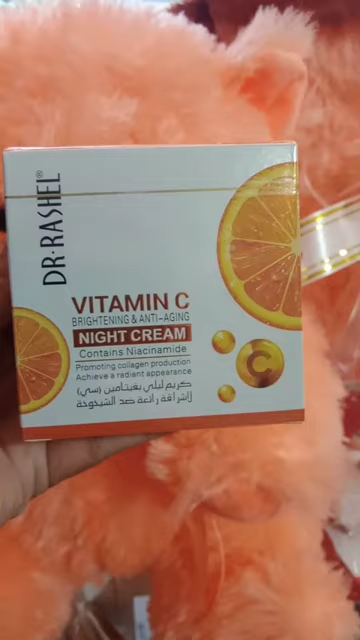 DR·RASHEL®
VITAMIN C
BRIGHTENING & ANTI-AGING
NIGHT CREAM
Contains Niacinamide
Promoting collagen production
Achieve a radiant appearance
كريم ليلي بفيتامين (سي)
لاشراقة رائعة ضد الشيخوخة
C